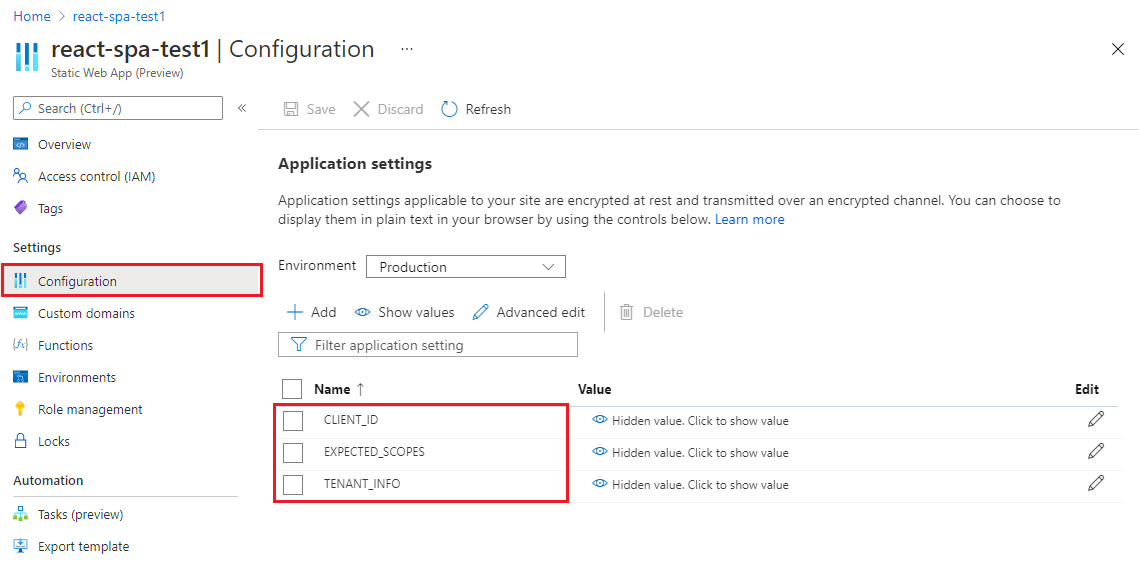 Home > react-spa-test1
react-spa-test1 | Configuration ...
Static Web App (Preview)
Search (Ctrl+/)
«
Save
Discard
Refresh
Overview
Access control (IAM)
Tags
Settings
Configuration
Custom domains
Functions
Environments
Role management
Locks
Automation
Tasks (preview)
Export template
Application settings
Application settings applicable to your site are encrypted at rest and transmitted over an encrypted channel. You can choose to
display them in plain text in your browser by using the controls below. Learn more
Environment Production
Add Show values Advanced edit Delete
Filter application setting
Name ↑ Value Edit
CLIENT_ID Hidden value. Click to show value
EXPECTED_SCOPES Hidden value. Click to show value
TENANT_INFO Hidden value. Click to show value